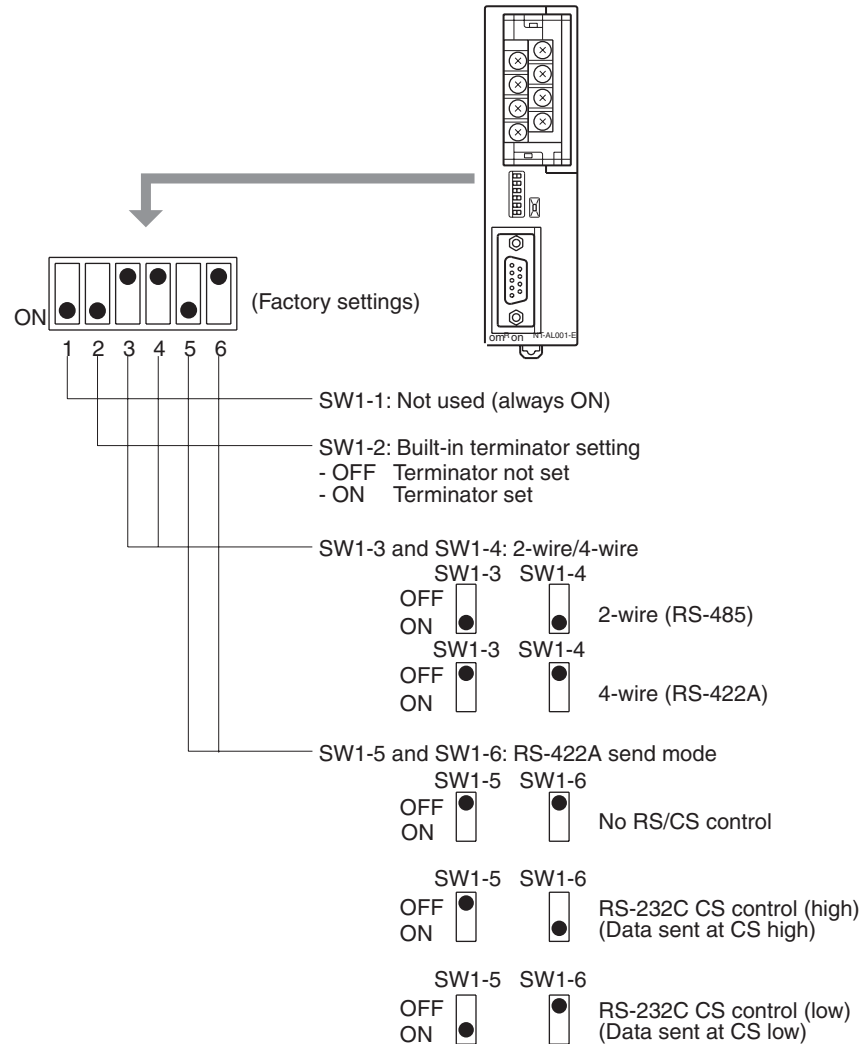 omRon NT-AL001-E
ON
(Factory settings)
1 2 3 4 5 6
SW1-1: Not used (always ON)
SW1-2: Built-in terminator setting
- OFF Terminator not set
- ON Terminator set
SW1-3 and SW1-4: 2-wire/4-wire
SW1-3 SW1-4
OFF
ON
2-wire (RS-485)
SW1-3 SW1-4
OFF
ON
4-wire (RS-422A)
SW1-5 and SW1-6: RS-422A send mode
SW1-5 SW1-6
OFF
ON
No RS/CS control
SW1-5 SW1-6
OFF
ON
RS-232C CS control (high)
(Data sent at CS high)
SW1-5 SW1-6
OFF
ON
RS-232C CS control (low)
(Data sent at CS low)